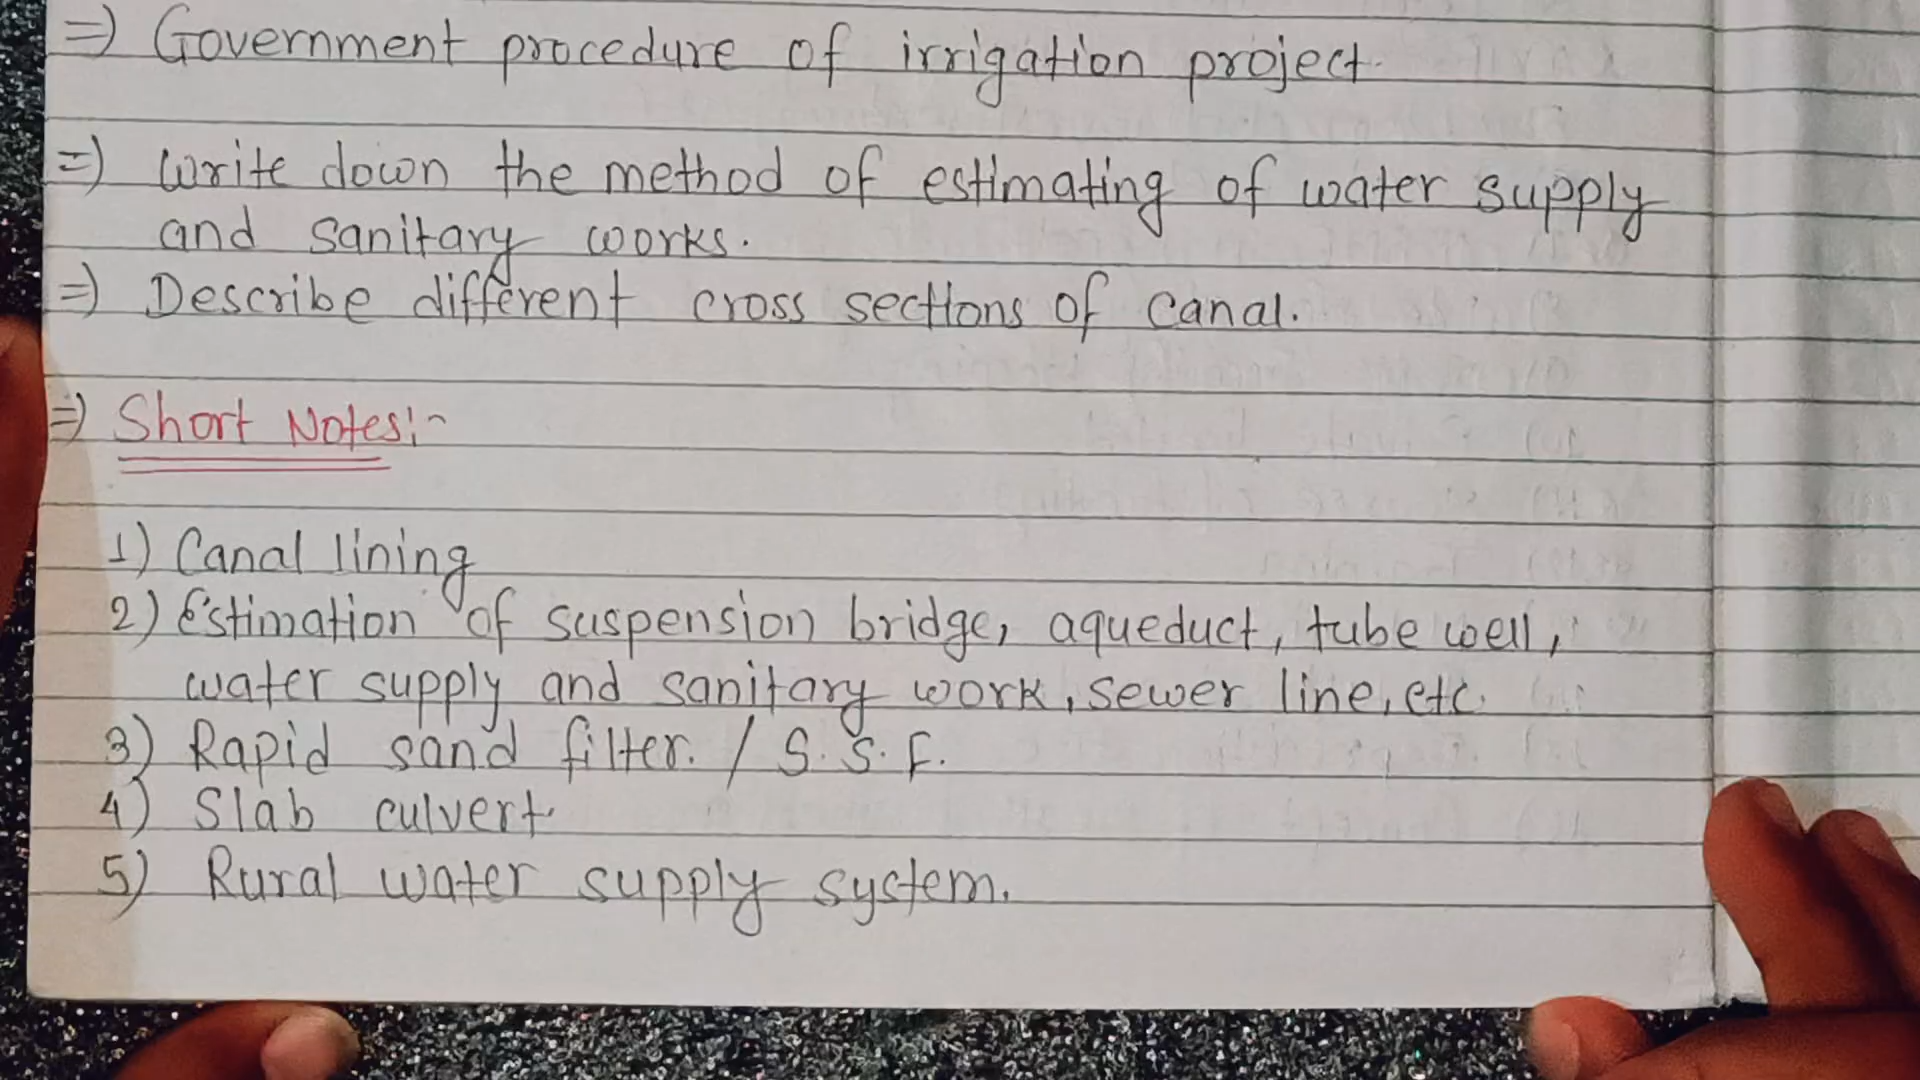 ⇒ Government procedure of irrigation project.
⇒ Write down the method of estimating of water supply
and sanitary works.
⇒ Describe different cross sections of canal.
⇒ Short Notes:-
1) Canal lining
2) Estimation of suspension bridge, aqueduct, tube well,
water supply and sanitary work, sewer line, etc.
3) Rapid sand filter. / S.S.F.
4) Slab culvert.
5) Rural water supply system.